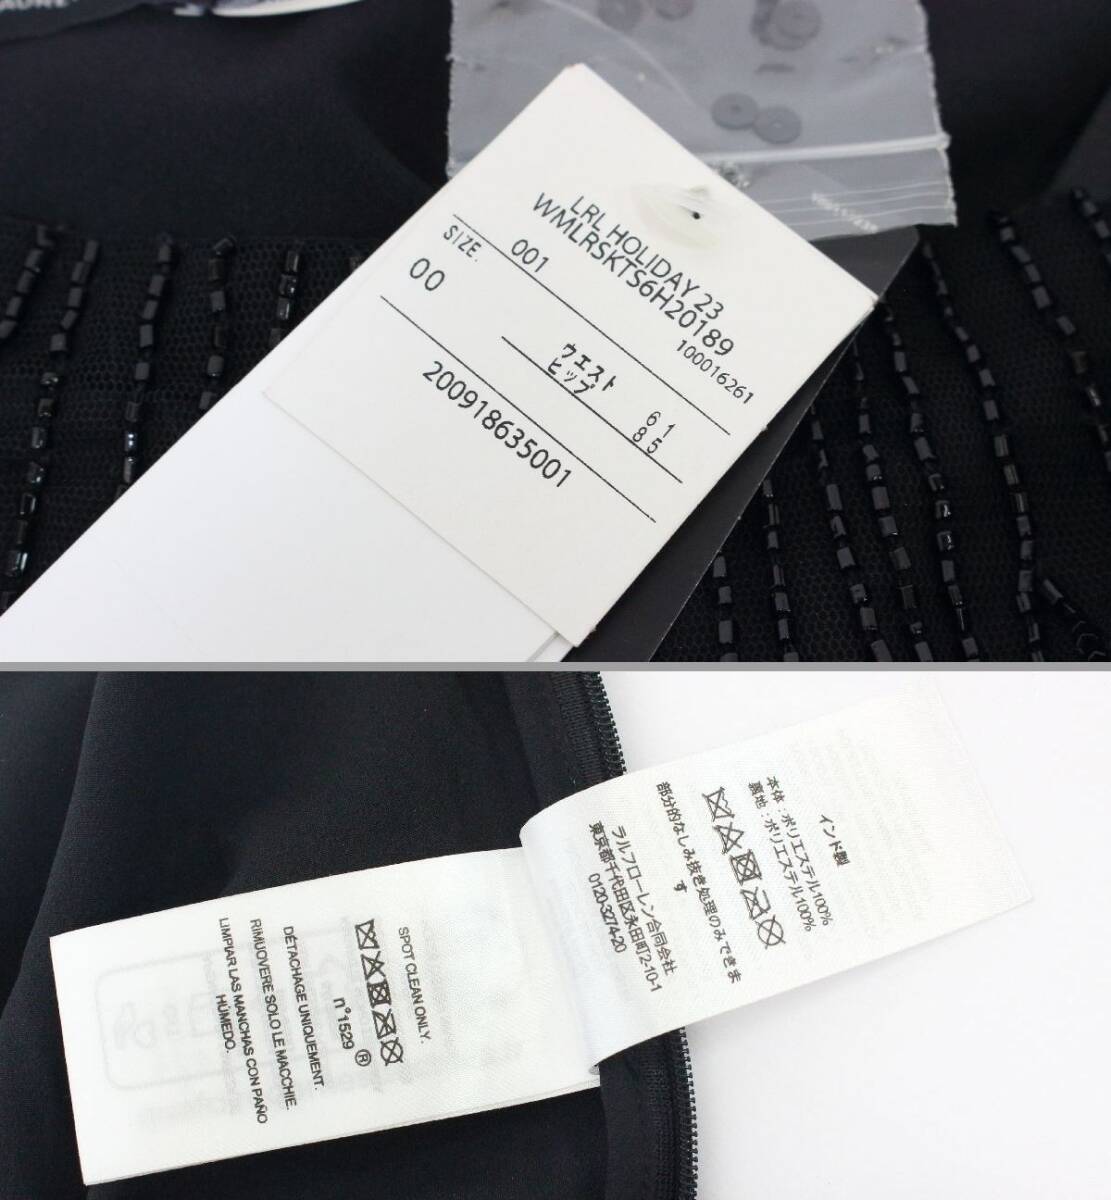 LRL HOLIDAY 23
WMLRSKTS6H20189
100016261
SIZE. 001
00
ウエスト 61
ヒップ 85
200918635001
インド製
本体：ポリエステル100%
裏地：ポリエステル100%
部分的なしみ抜き処理のみできま
す
ラルフローレン合同会社
東京都千代田区永田町2-10-1
0120-3274-20
SPOT CLEAN ONLY.
n°1529 R
DÉTACHAGE UNIQUEMENT.
RIMUOVERE SOLO LE MACCHIE.
LIMPIAR LAS MANCHAS CON PAÑO
HÚMEDO.